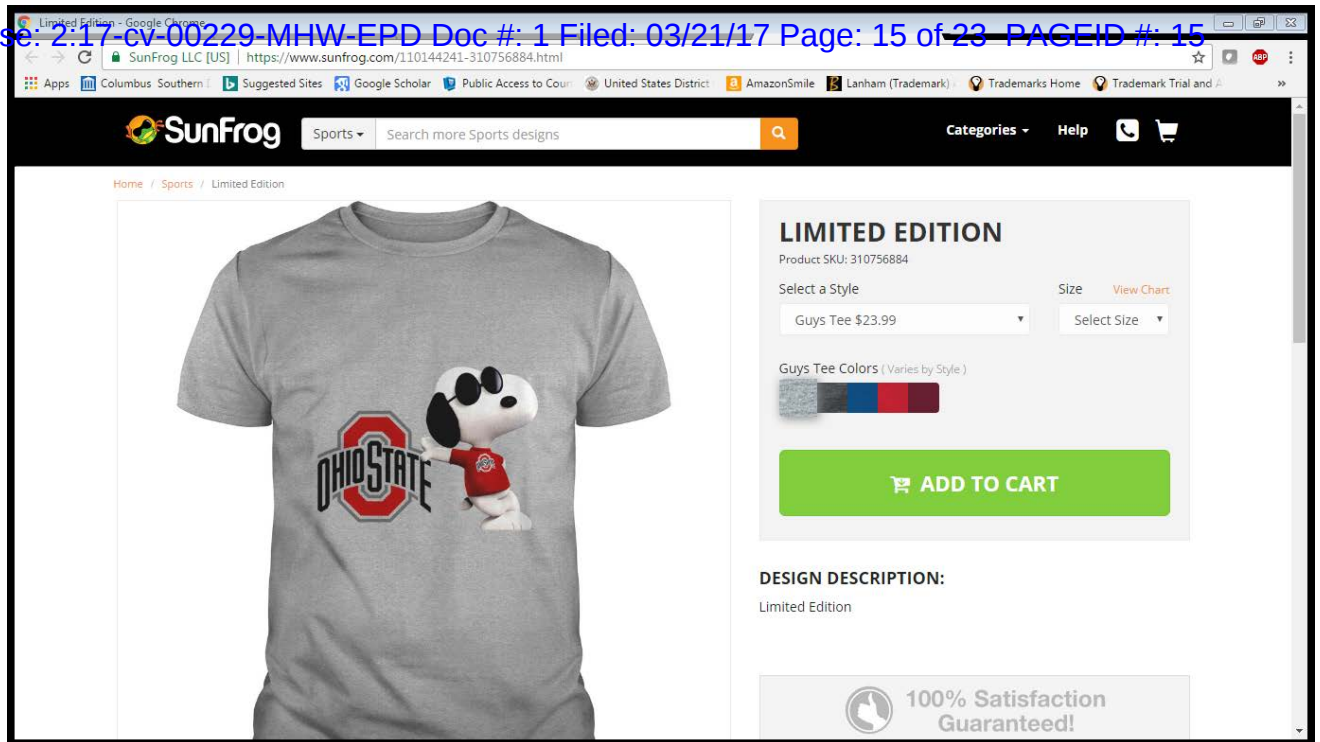 Limited Edition - Google Chrome
se: 2:17-cv-00229-MHW-EPD Doc #: 1 Filed: 03/21/17 Page: 15 of 23 PAGEID #: 15
SunFrog LLC [US] | https://www.sunfrog.com/110144241-310756884.html
ABP
Apps Columbus Southern Suggested Sites Google Scholar Public Access to Cour United States District AmazonSmile Lanham (Trademark) Trademarks Home Trademark Trial and A »
SunFrog Sports Search more Sports designs Categories Help
Home / Sports / Limited Edition
LIMITED EDITION
Product SKU: 310756884
Select a Style Size View Chart
Guys Tee $23.99 Select Size
Guys Tee Colors ( Varies by Style )
OHIO STATE
ADD TO CART
DESIGN DESCRIPTION:
Limited Edition
100% Satisfaction
Guaranteed!